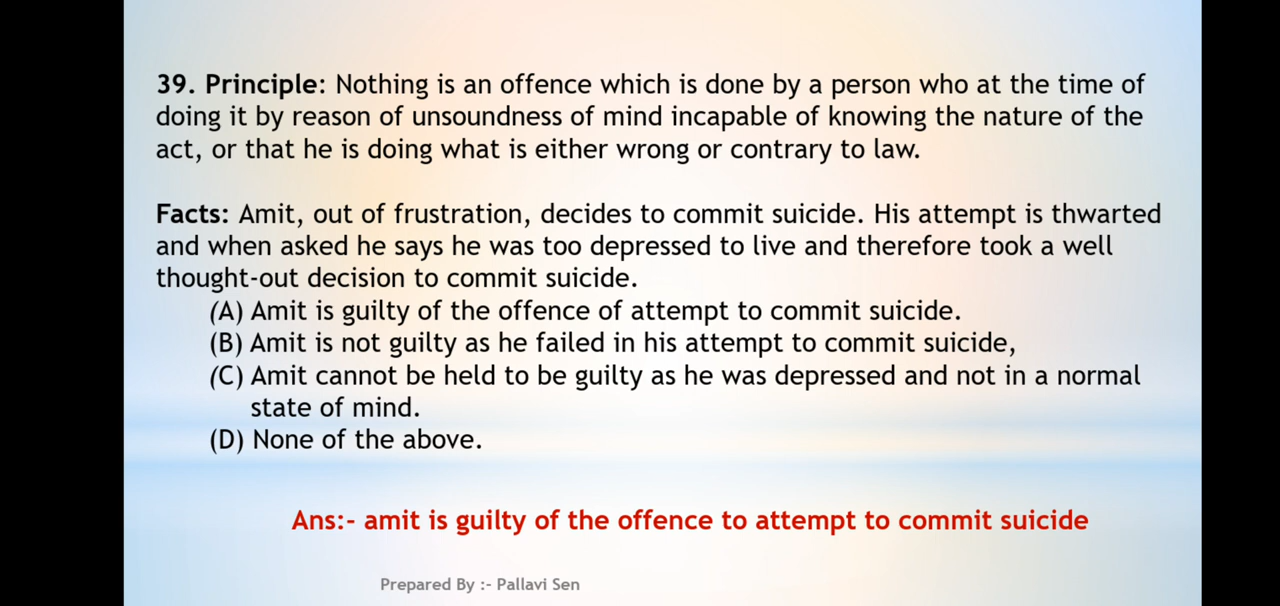 39. Principle: Nothing is an offence which is done by a person who at the time of
doing it by reason of unsoundness of mind incapable of knowing the nature of the
act, or that he is doing what is either wrong or contrary to law.
Facts: Amit, out of frustration, decides to commit suicide. His attempt is thwarted
and when asked he says he was too depressed to live and therefore took a well
thought-out decision to commit suicide.
(A) Amit is guilty of the offence of attempt to commit suicide.
(B) Amit is not guilty as he failed in his attempt to commit suicide,
(C) Amit cannot be held to be guilty as he was depressed and not in a normal
state of mind.
(D) None of the above.
Ans:- amit is guilty of the offence to attempt to commit suicide
Prepared By :- Pallavi Sen